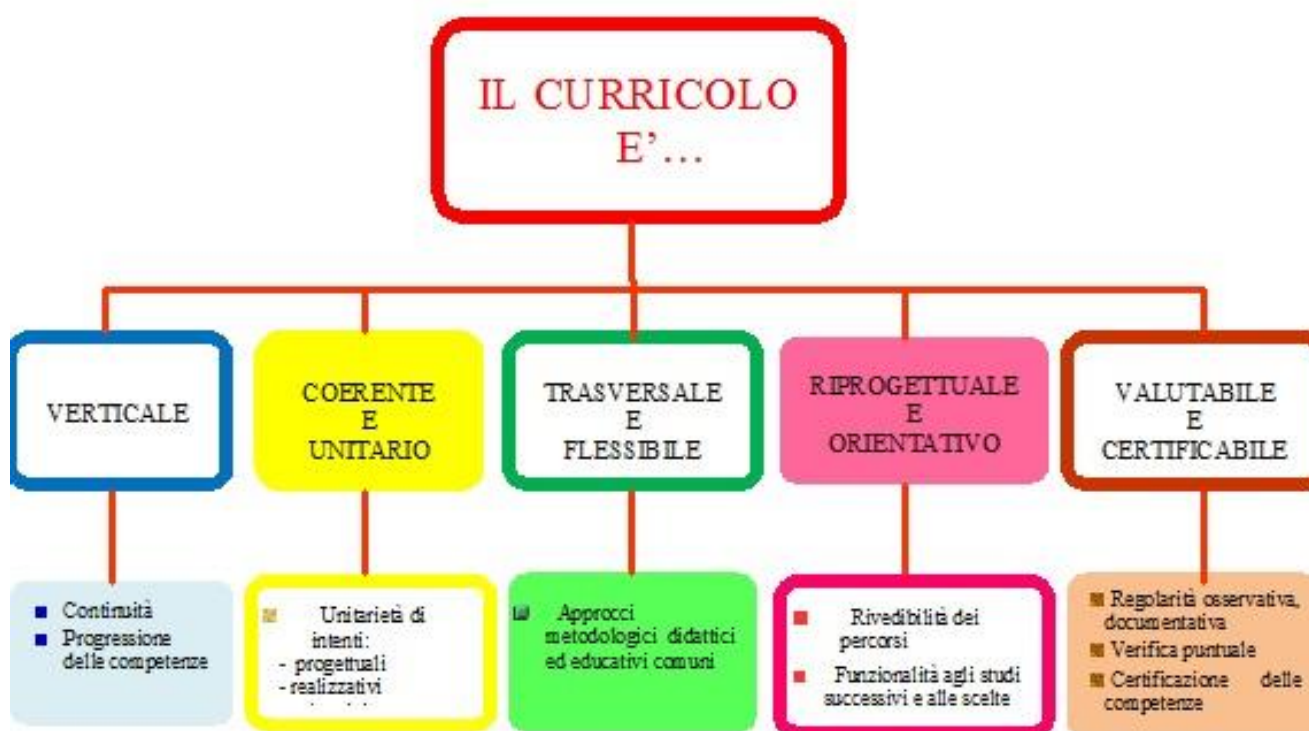 IL CURRICOLO
E’…
VERTICALE
COERENTE
E
UNITARIO
TRASVERSALE
E
FLESSIBILE
RIPROGETTUALE
E
ORIENTATIVO
VALUTABILE
E
CERTIFICABILE
Continuità
Progressione
delle competenze
Unitarietà di
intenti:
- progettuali
- realizzativi
Approcci
metodologici didattici
ed educativi comuni
Rivedibilità dei
percorsi
Funzionalità agli studi
successivi e alle scelte
Regolarità osservativa,
documentativa
Verifica puntuale
Certificazione delle
competenze